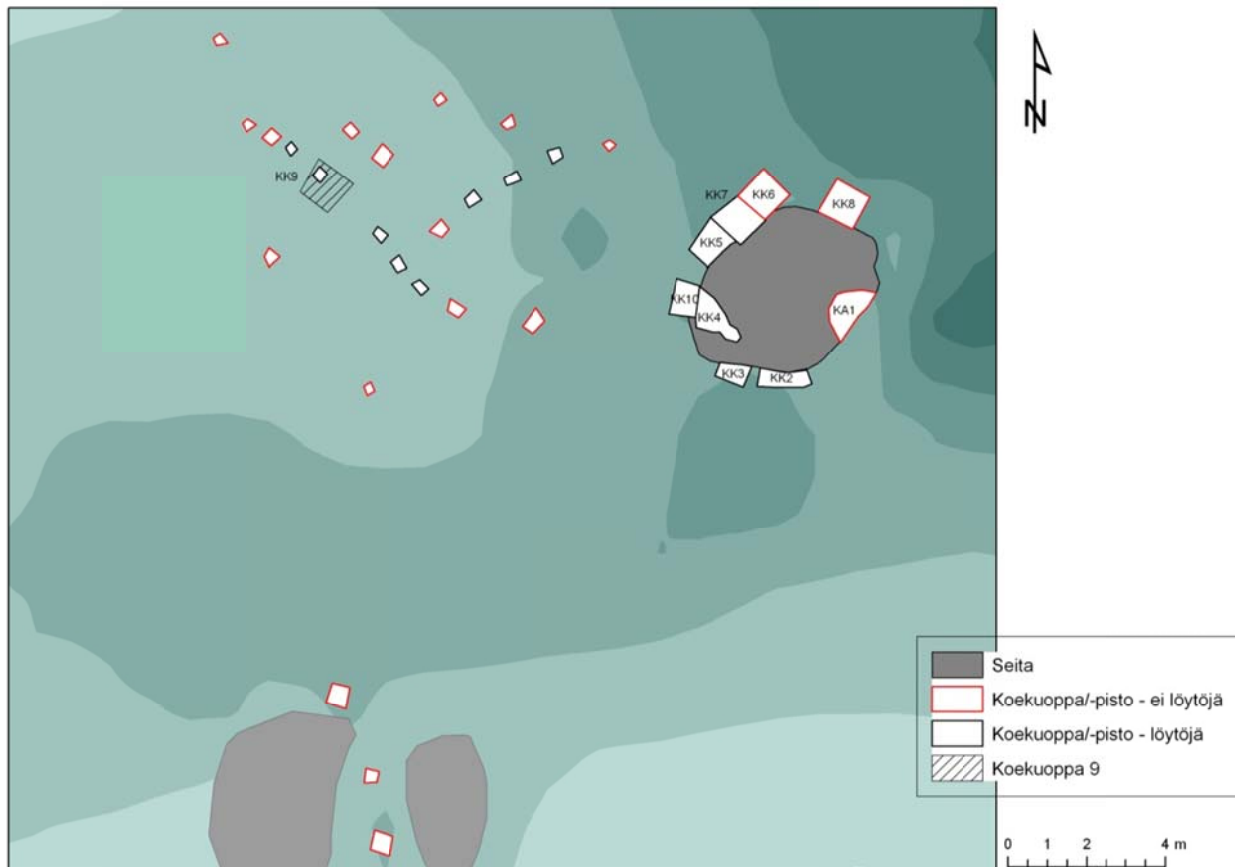 N
KK9
KK7
KK6
KK8
KK5
KK10
KK4
KA1
KK3
KK2
Seita
Koekuoppa/-pisto - ei löytöjä
Koekuoppa/-pisto - löytöjä
Koekuoppa 9
0 1 2 4 m